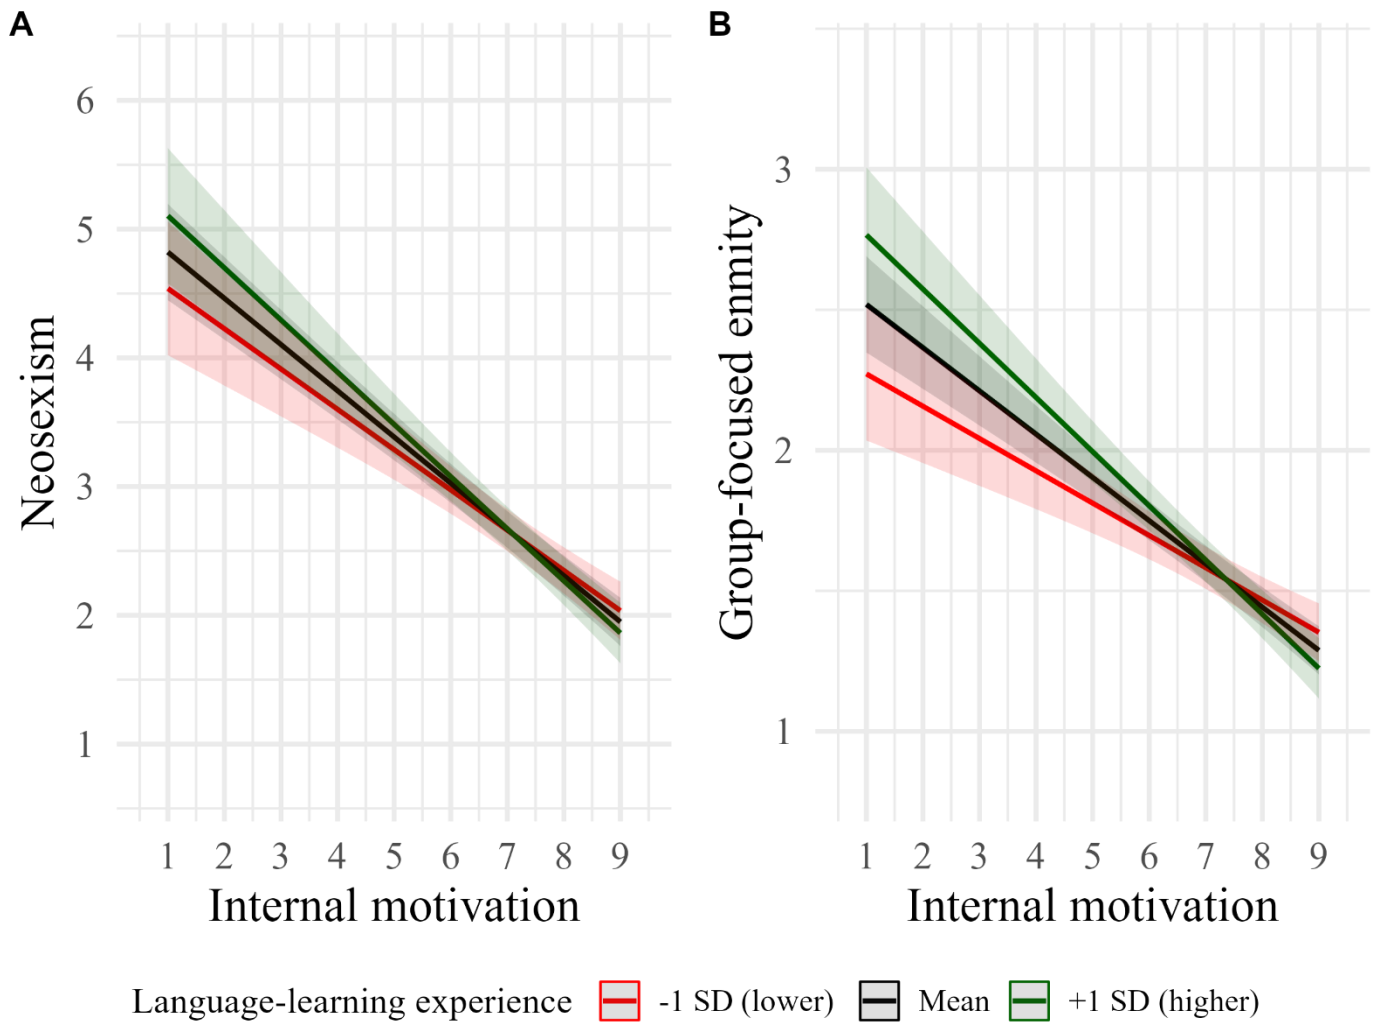 A
B
Neosexism
6
5
4
3
2
1
1 2 3 4 5 6 7 8 9
Internal motivation
Group-focused enmity
3
2
1
1 2 3 4 5 6 7 8 9
Internal motivation
Language-learning experience -1 SD (lower) Mean +1 SD (higher)